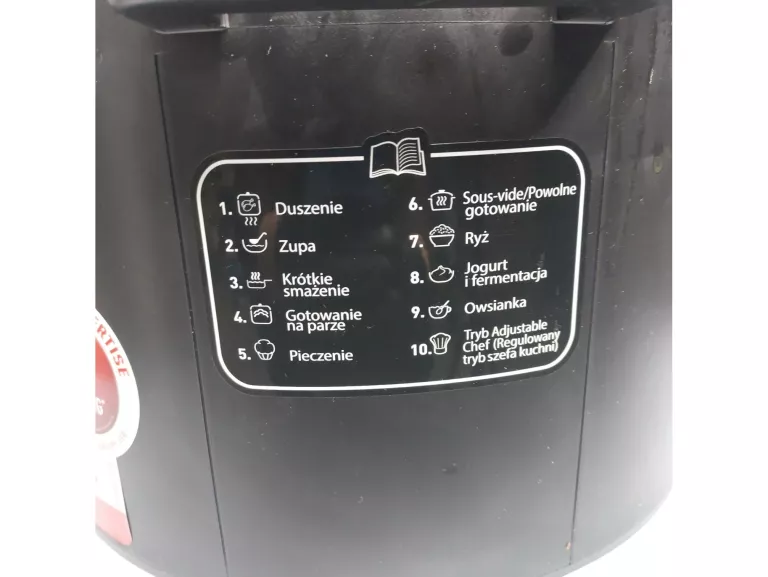 1. Duszenie
2. Zupa
3. Krótkie
smażenie
4. Gotowanie
na parze
5. Pieczenie
6. Sous-vide/Powolne
gotowanie
7. Ryż
8. Jogurt
i fermentacja
9. Owsianka
10. Tryb Adjustable
Chef (Regulowany
tryb szefa kuchni)
ERTISE